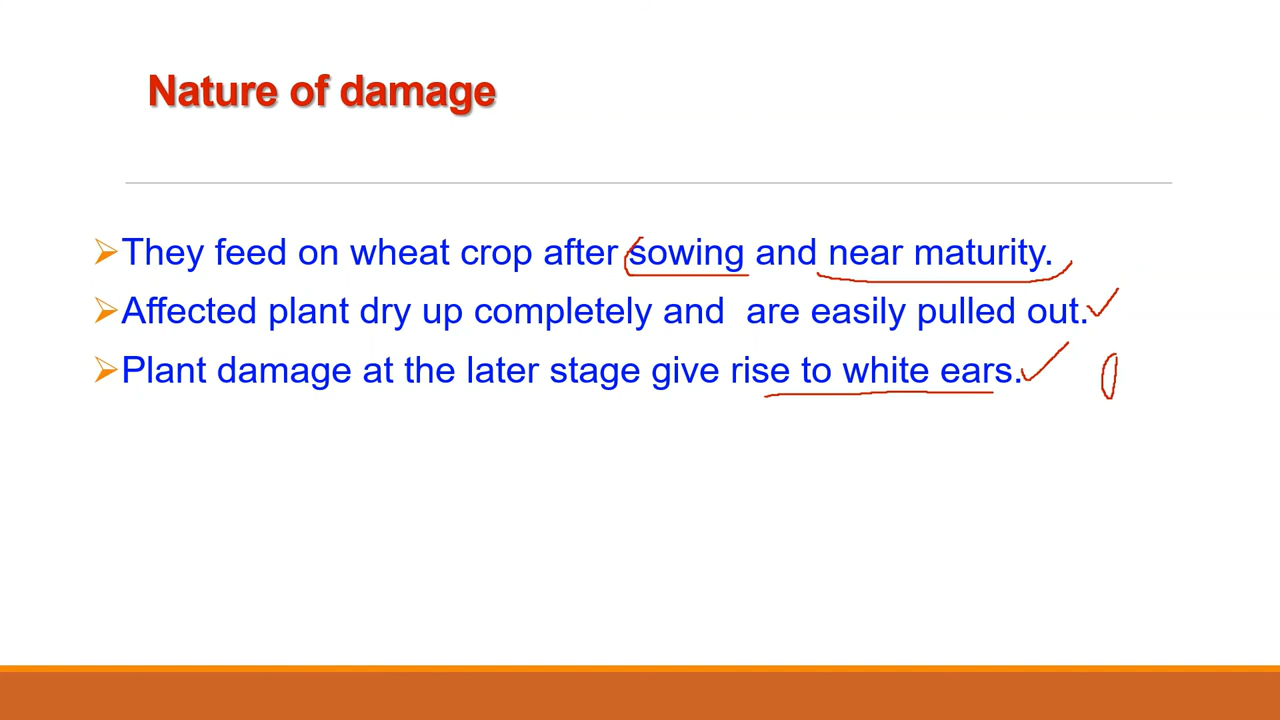 Nature of damage
They feed on wheat crop after sowing and near maturity.
Affected plant dry up completely and are easily pulled out.
Plant damage at the later stage give rise to white ears.